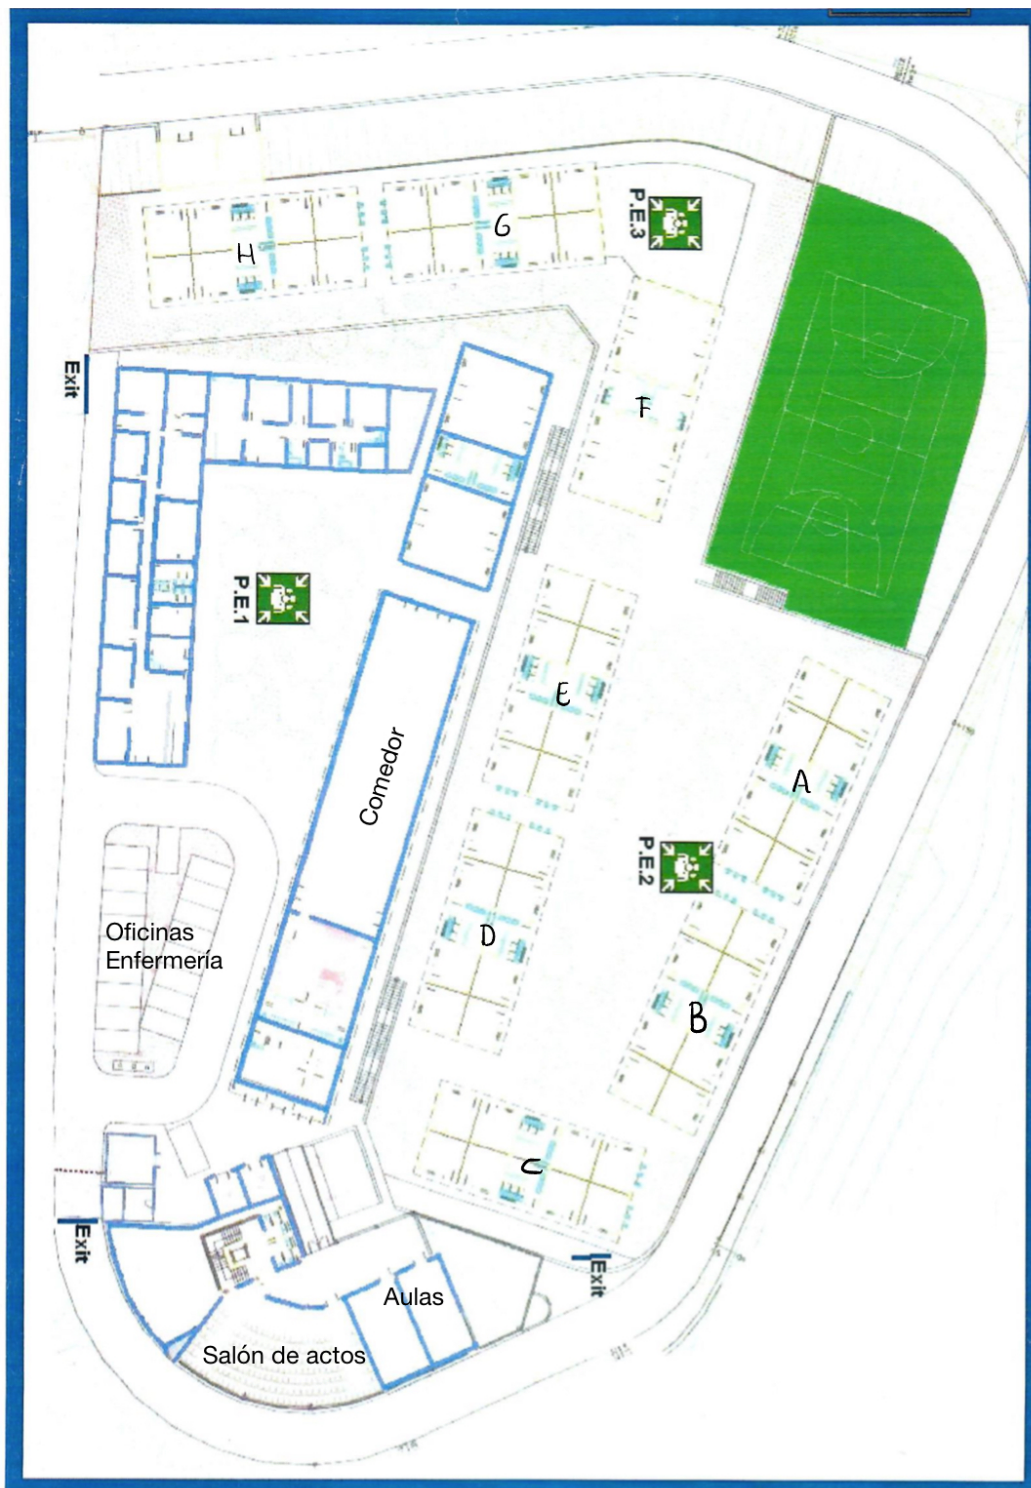 G
H
P.E.3
F
Exit
P.E.1
E
Comedor
A
P.E.2
D
Oficinas
Enfermería
B
C
Exit
Exit
Aulas
Salón de actos